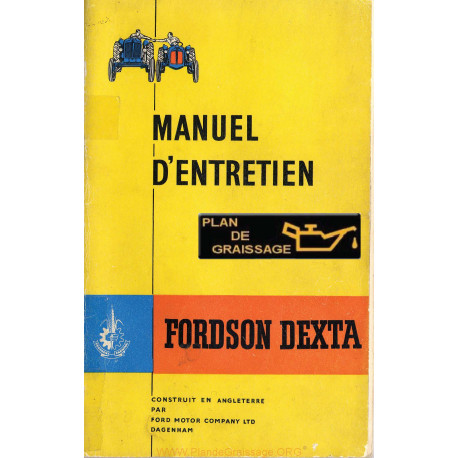 MANUEL
D'ENTRETIEN
PLAN
DE
GRAISSAGE
FORDSON DEXTA
CONSTRUIT EN ANGLETERRE
PAR
FORD MOTOR COMPANY LTD
DAGENHAM
www.PlandeGraissage.ORG